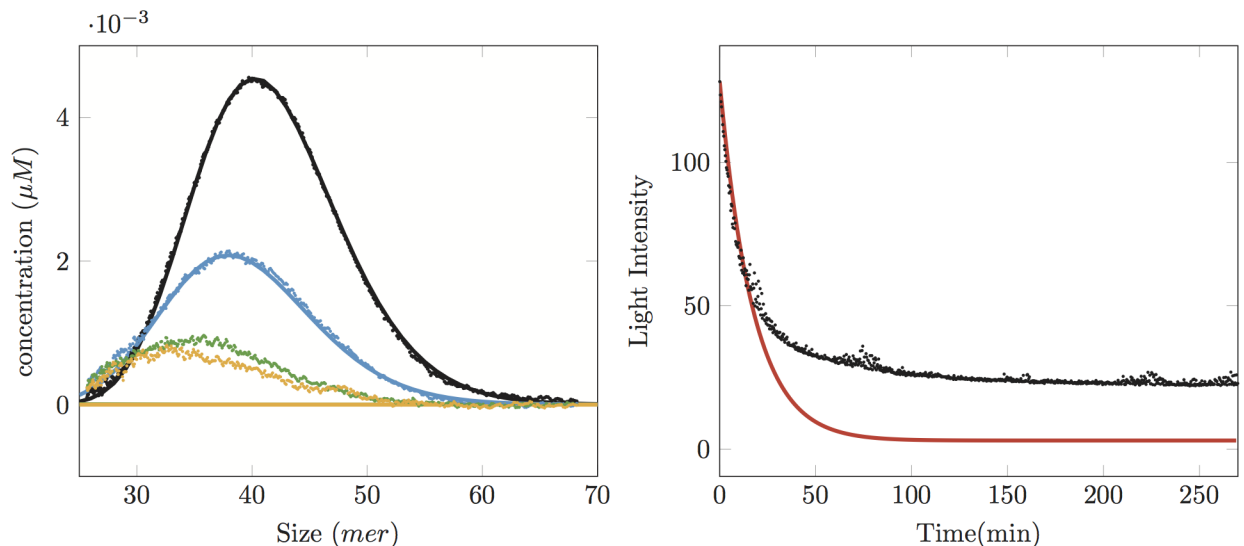 ·10⁻³
4
2
0
30 40 50 60 70
Size (mer)
concentration (μM)
100
50
0
0 50 100 150 200 250
Time(min)
Light Intensity